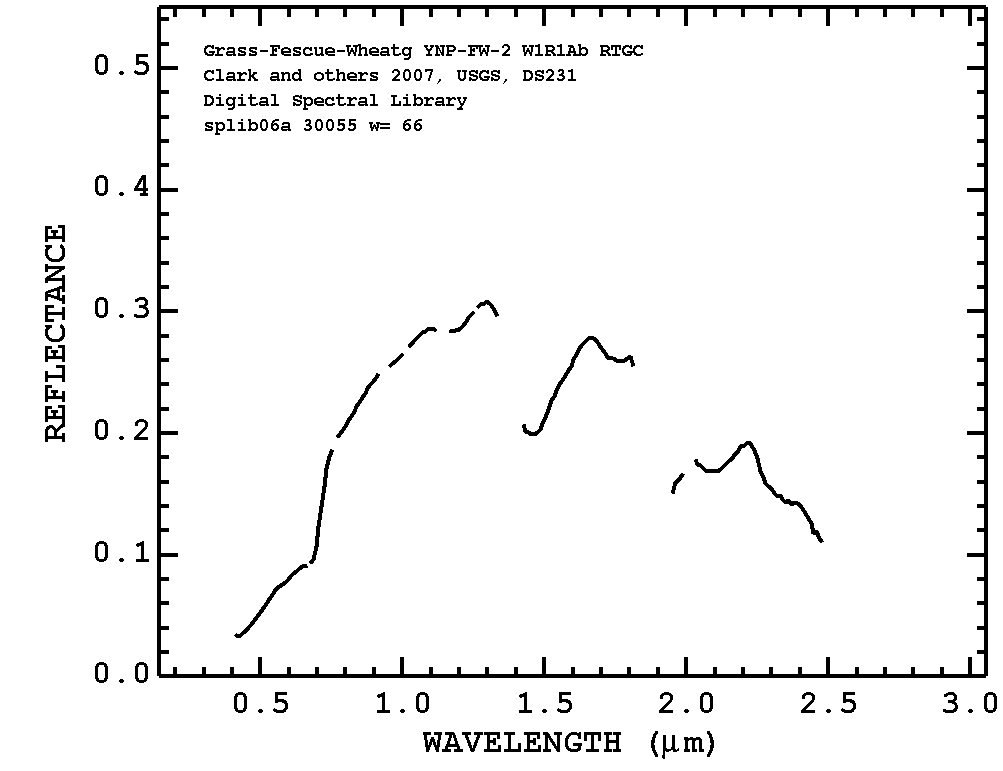 Grass-Fescue-Wheatg YNP-FW-2 W1R1Ab RTGC
Clark and others 2007, USGS, DS231
Digital Spectral Library
splib06a 30055 w= 66
0.5
0.4
0.3
0.2
0.1
0.0
REFLECTANCE
0.5 1.0 1.5 2.0 2.5 3.0
WAVELENGTH (μm)